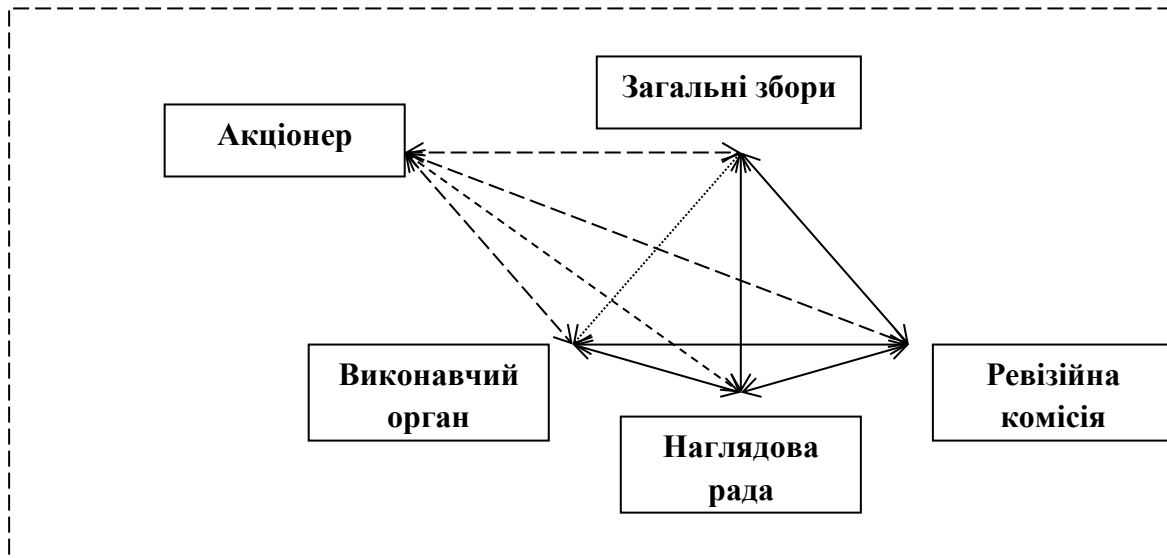 Загальні збори
Акціонер
Виконавчий
орган
Наглядова
рада
Ревізійна
комісія